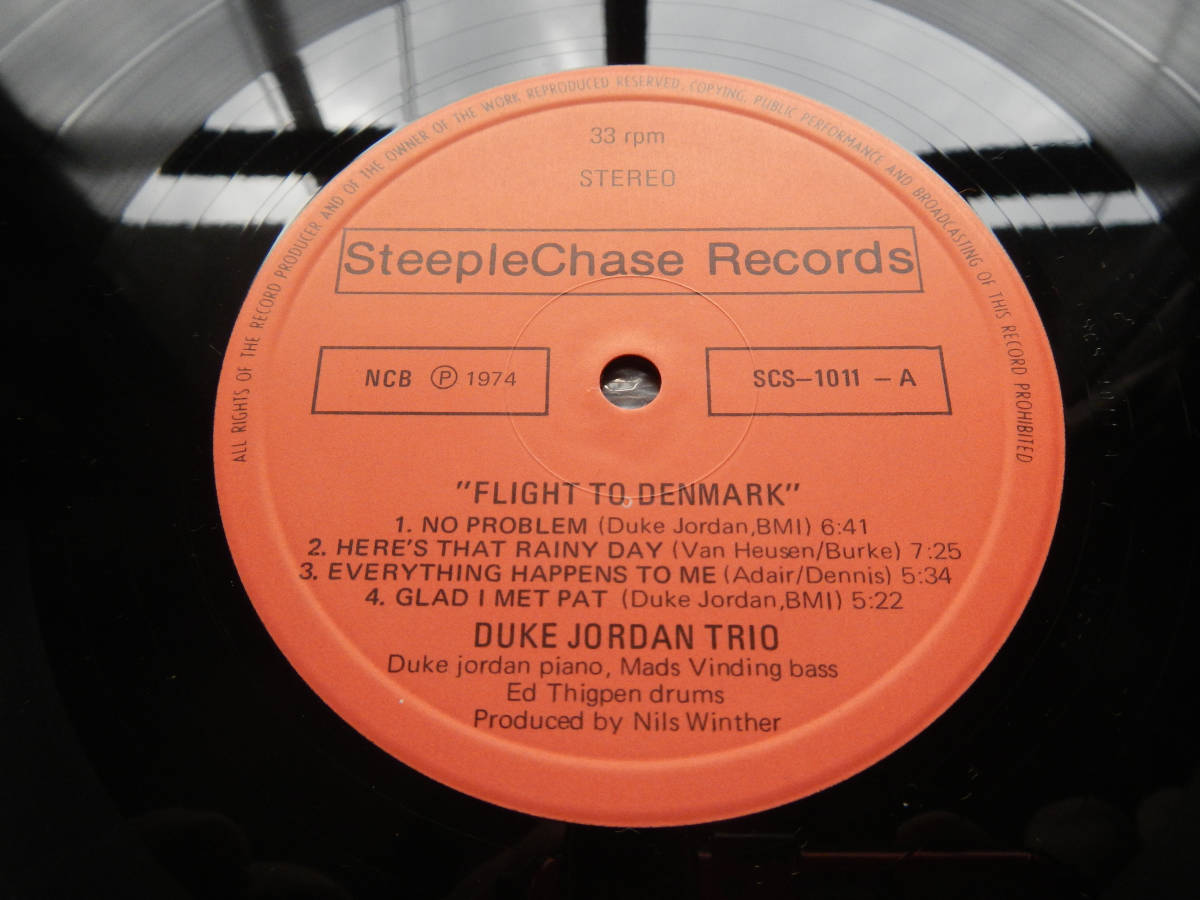 ALL RIGHTS OF THE RECORD PRODUCER AND OF THE OWNER OF THE WORK REPRODUCED RESERVED. COPYING, PUBLIC PERFORMANCE AND BROADCASTING OF THIS RECORD PROHIBITED
33 rpm
STEREO
SteepleChase Records
NCB Ⓟ 1974
SCS-1011 - A
"FLIGHT TO DENMARK"
1. NO PROBLEM (Duke Jordan,BMI) 6:41
2. HERE'S THAT RAINY DAY (Van Heusen/Burke) 7:25
3. EVERYTHING HAPPENS TO ME (Adair/Dennis) 5:34
4. GLAD I MET PAT (Duke Jordan,BMI) 5:22
DUKE JORDAN TRIO
Duke jordan piano, Mads Vinding bass
Ed Thigpen drums
Produced by Nils Winther